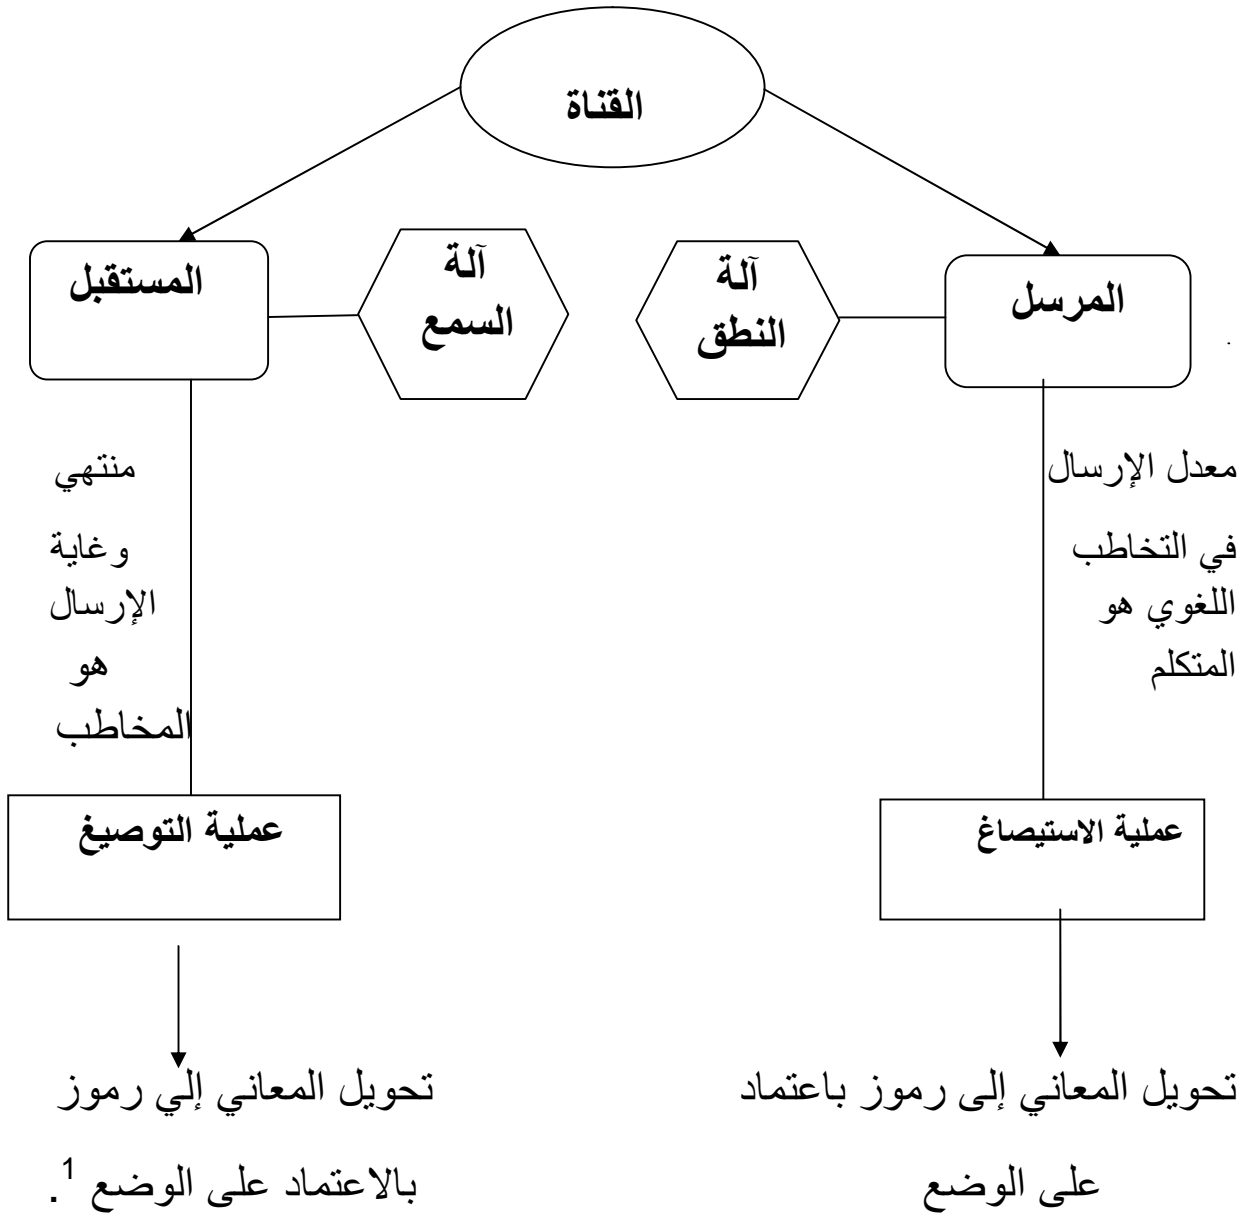 القناة
المرسل
آلة
النطق
آلة
السمع
المستقبل
معدل الإرسال
في التخاطب
اللغوي هو
المتكلم
منتهي
وغاية
الإرسال
هو
المخاطب
عملية الاستيصاغ
عملية التوصيغ
تحويل المعاني إلى رموز باعتماد
على الوضع
تحويل المعاني إلي رموز
بالاعتماد على الوضع 1.